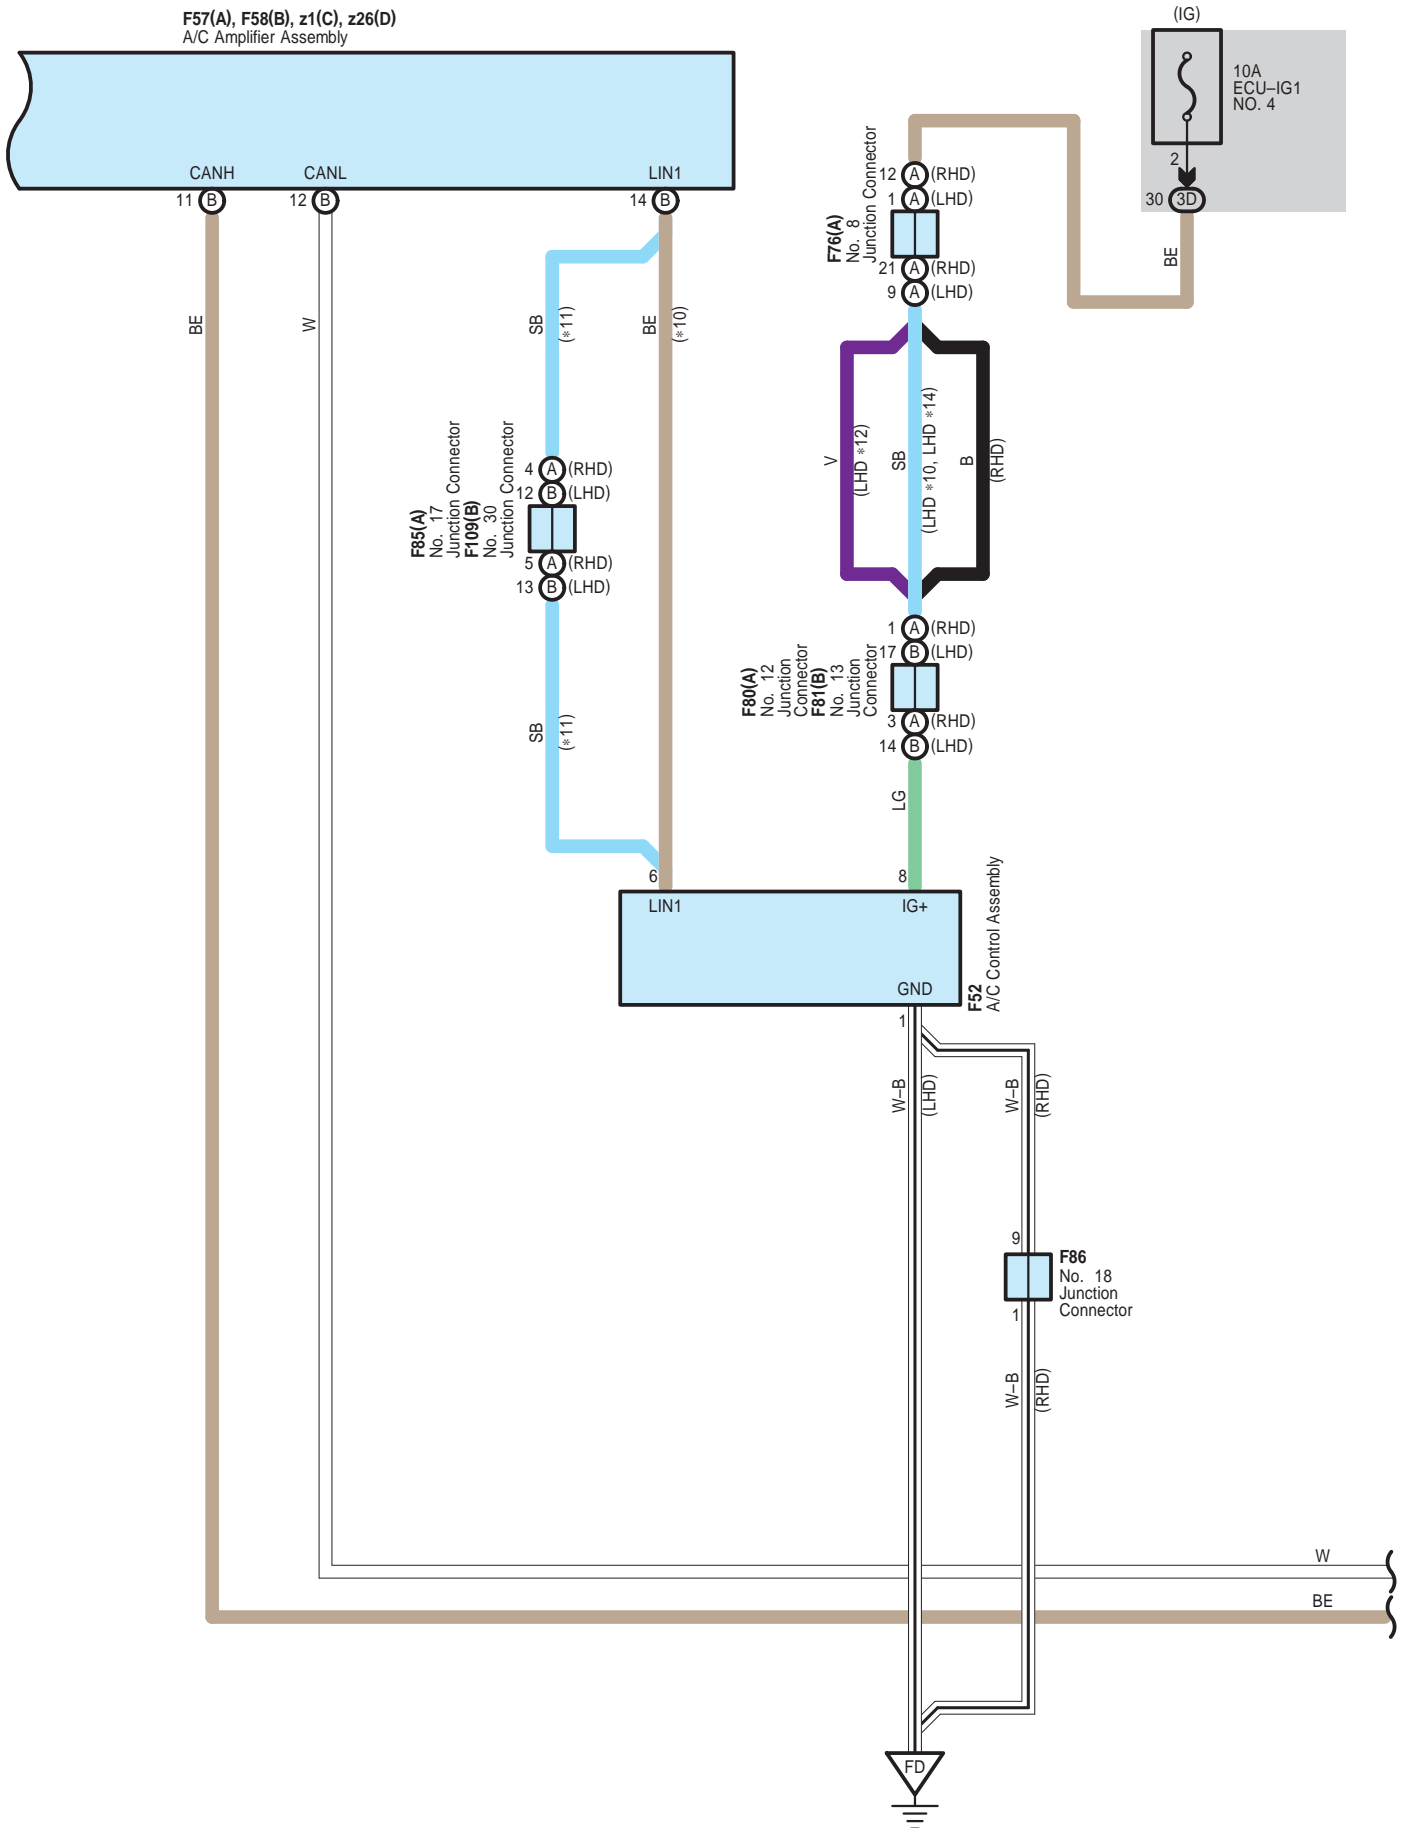 F57(A), F58(B), z1(C), z26(D)
A/C Amplifier Assembly
CANH
CANL
LIN1
11 B
12 B
14 B
(IG)
10A
ECU–IG1
NO. 4
2
30 3D
BE
12 A (RHD)
1 A (LHD)
F76(A)
No. 8
Junction Connector
21 A (RHD)
9 A (LHD)
BE
W
SB
(*11)
BE
(*10)
V
(LHD *12)
SB
(LHD *10, LHD *14)
B
(RHD)
4 A (RHD)
12 B (LHD)
F85(A)
No. 17
Junction Connector
F109(B)
No. 30
Junction Connector
5 A (RHD)
13 B (LHD)
1 A (RHD)
17 B (LHD)
F80(A)
No. 12
Junction
Connector
F81(B)
No. 13
Junction
Connector
3 A (RHD)
14 B (LHD)
SB
(*11)
LG
6
8
LIN1
IG+
GND
F52
A/C Control Assembly
1
W–B
(LHD)
W–B
(RHD)
9
F86
No. 18
Junction
Connector
1
W–B
(RHD)
W
BE
FD